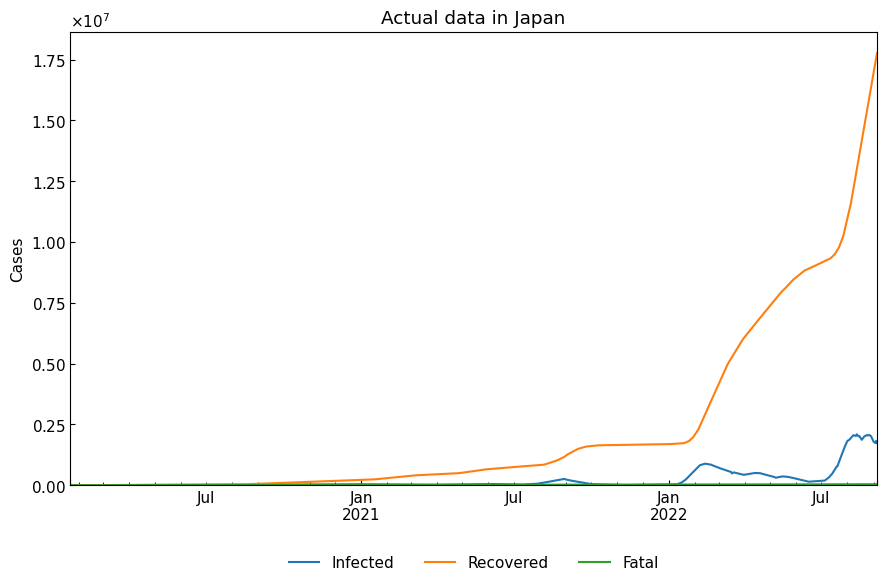 Actual data in Japan
×10⁷
Cases
1.75
1.50
1.25
1.00
0.75
0.50
0.25
0.00
Jul
Jan
2021
Jul
Jan
2022
Jul
Infected
Recovered
Fatal